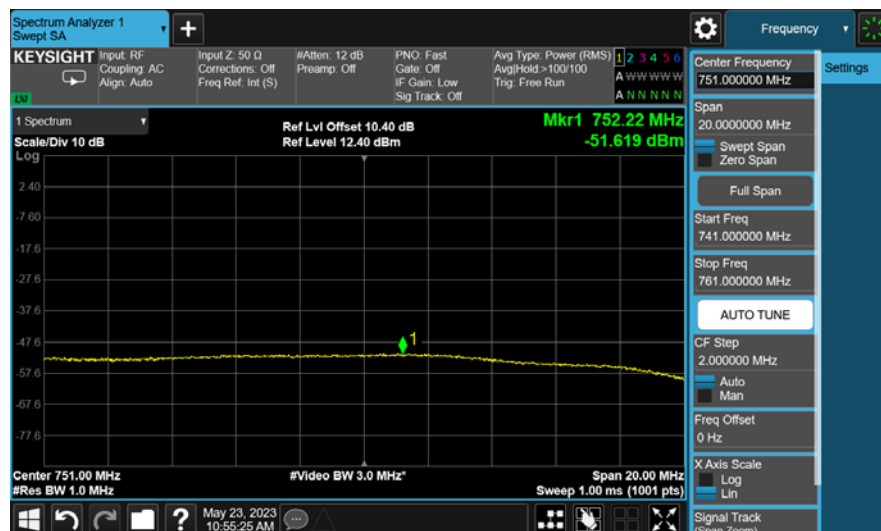 Spectrum Analyzer 1
Swept SA
Frequency
KEYSIGHT
Input: RF
Coupling: AC
Align: Auto
Input Z: 50 Ω
Corrections: Off
Freq Ref: Int (S)
#Atten: 12 dB
Preamp: Off
PNO: Fast
Gate: Off
IF Gain: Low
Sig Track: Off
Avg Type: Power (RMS)
Avg|Hold:>100/100
Trig: Free Run
1 2 3 4 5 6
A W W W W W
A N N N N N
LXI
1 Spectrum
Scale/Div 10 dB
Log
Ref Lvl Offset 10.40 dB
Ref Level 12.40 dBm
Mkr1 752.22 MHz
-51.619 dBm
2.40
-7.60
-17.6
-27.6
-37.6
-47.6
-57.6
-67.6
-77.6
1
Center 751.00 MHz
#Res BW 1.0 MHz
#Video BW 3.0 MHz*
Span 20.00 MHz
Sweep 1.00 ms (1001 pts)
May 23, 2023
10:55:25 AM
Center Frequency
751.000000 MHz
Settings
Span
20.0000000 MHz
Swept Span
Zero Span
Full Span
Start Freq
741.000000 MHz
Stop Freq
761.000000 MHz
AUTO TUNE
CF Step
2.000000 MHz
Auto
Man
Freq Offset
0 Hz
X Axis Scale
Log
Lin
Signal Track
(Span Zoom)